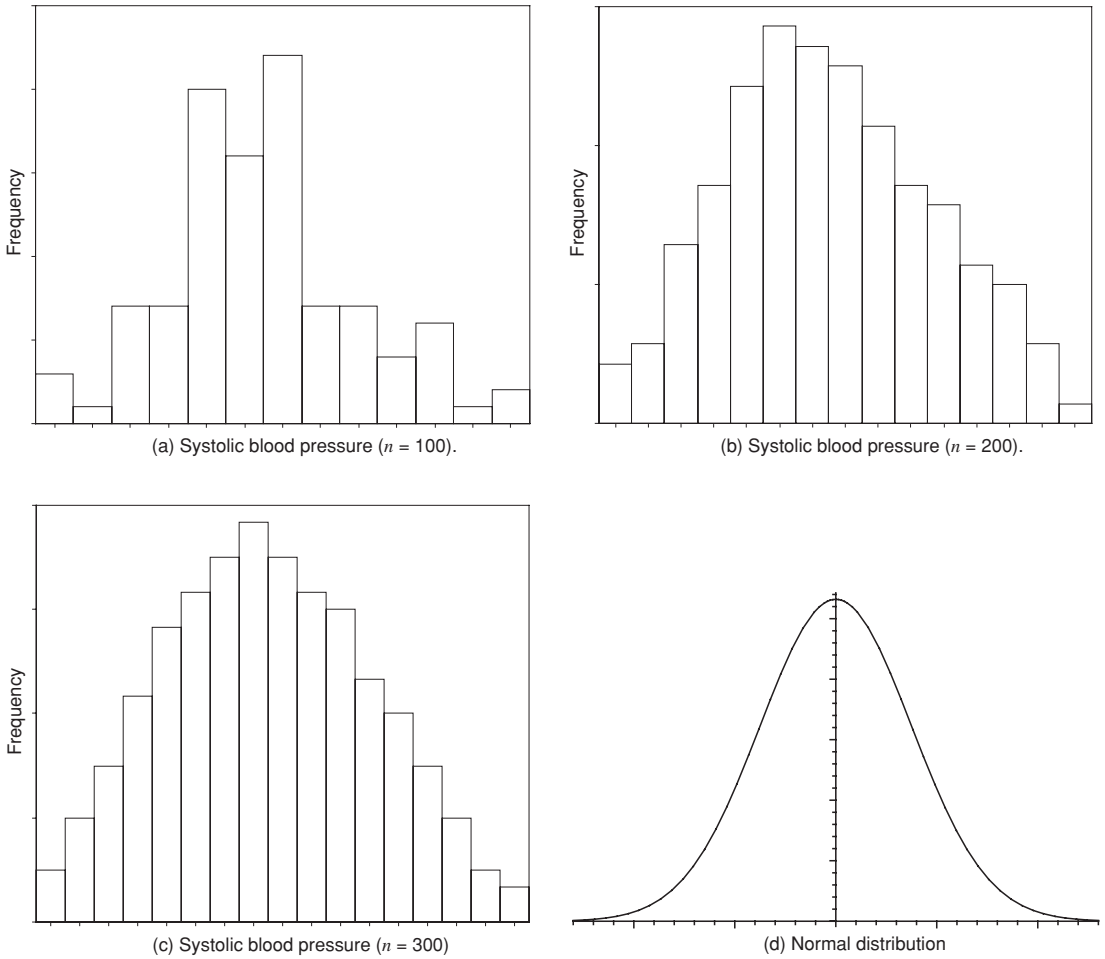 Frequency
(a) Systolic blood pressure (n = 100).
Frequency
(b) Systolic blood pressure (n = 200).
Frequency
(c) Systolic blood pressure (n = 300)
(d) Normal distribution